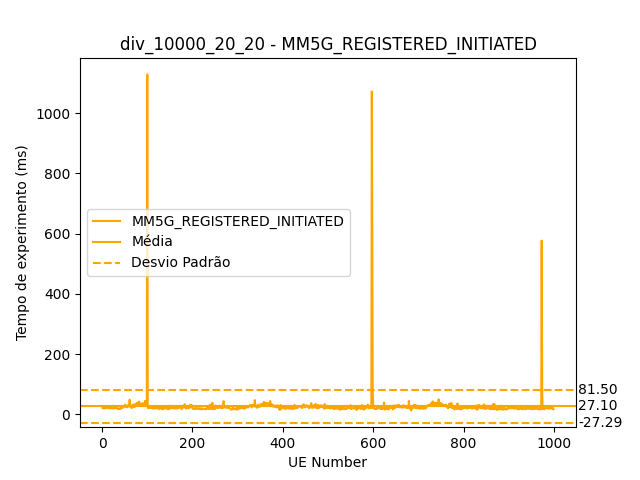 div_10000_20_20 - MM5G_REGISTERED_INITIATED
Tempo de experimento (ms)
1000
800
600
400
200
0
MM5G_REGISTERED_INITIATED
Média
Desvio Padrão
81.50
27.10
-27.29
0
200
400
600
800
1000
UE Number